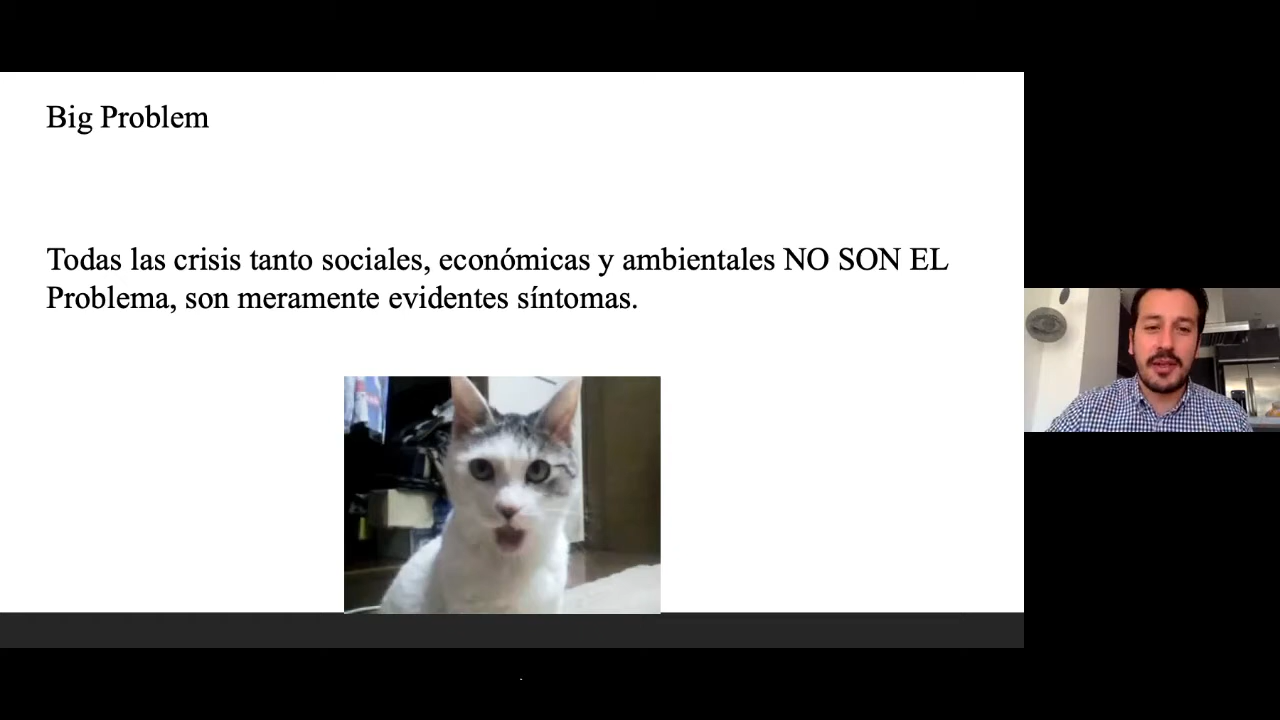 Big Problem
Todas las crisis tanto sociales, económicas y ambientales NO SON EL
Problema, son meramente evidentes síntomas.